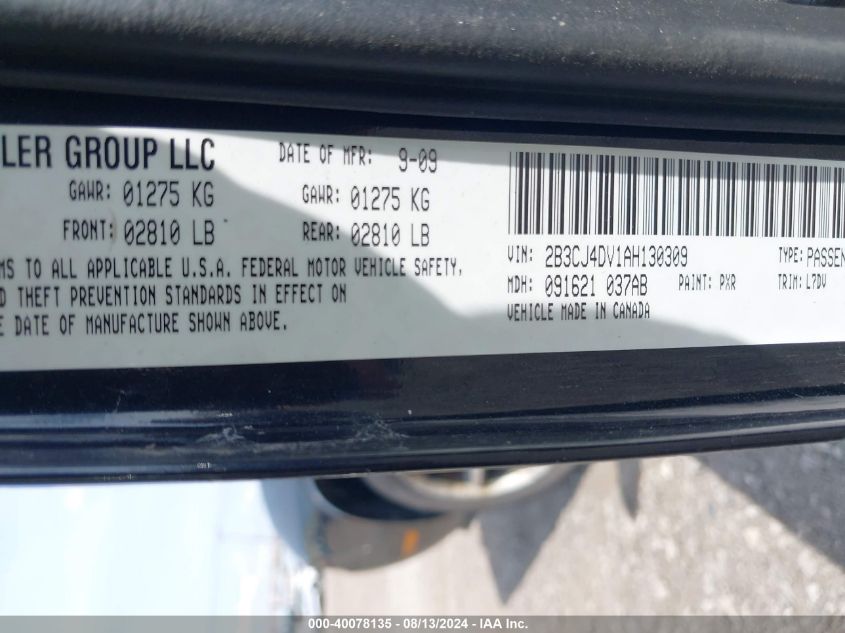 LER GROUP LLC DATE OF MFR: 9-09
GAWR: 01275 KG GAWR: 01275 KG
FRONT: 02810 LB REAR: 02810 LB
MS TO ALL APPLICABLE U.S.A. FEDERAL MOTOR VEHICLE SAFETY,
D THEFT PREVENTION STANDARDS IN EFFECT ON
E DATE OF MANUFACTURE SHOWN ABOVE.
VIN: 2B3CJ4DV1AH130309 TYPE: PASSEN
MDH: 091621 037AB PAINT: PXR TRIM: L7DV
VEHICLE MADE IN CANADA
000-40078135 - 08/13/2024 - IAA Inc.